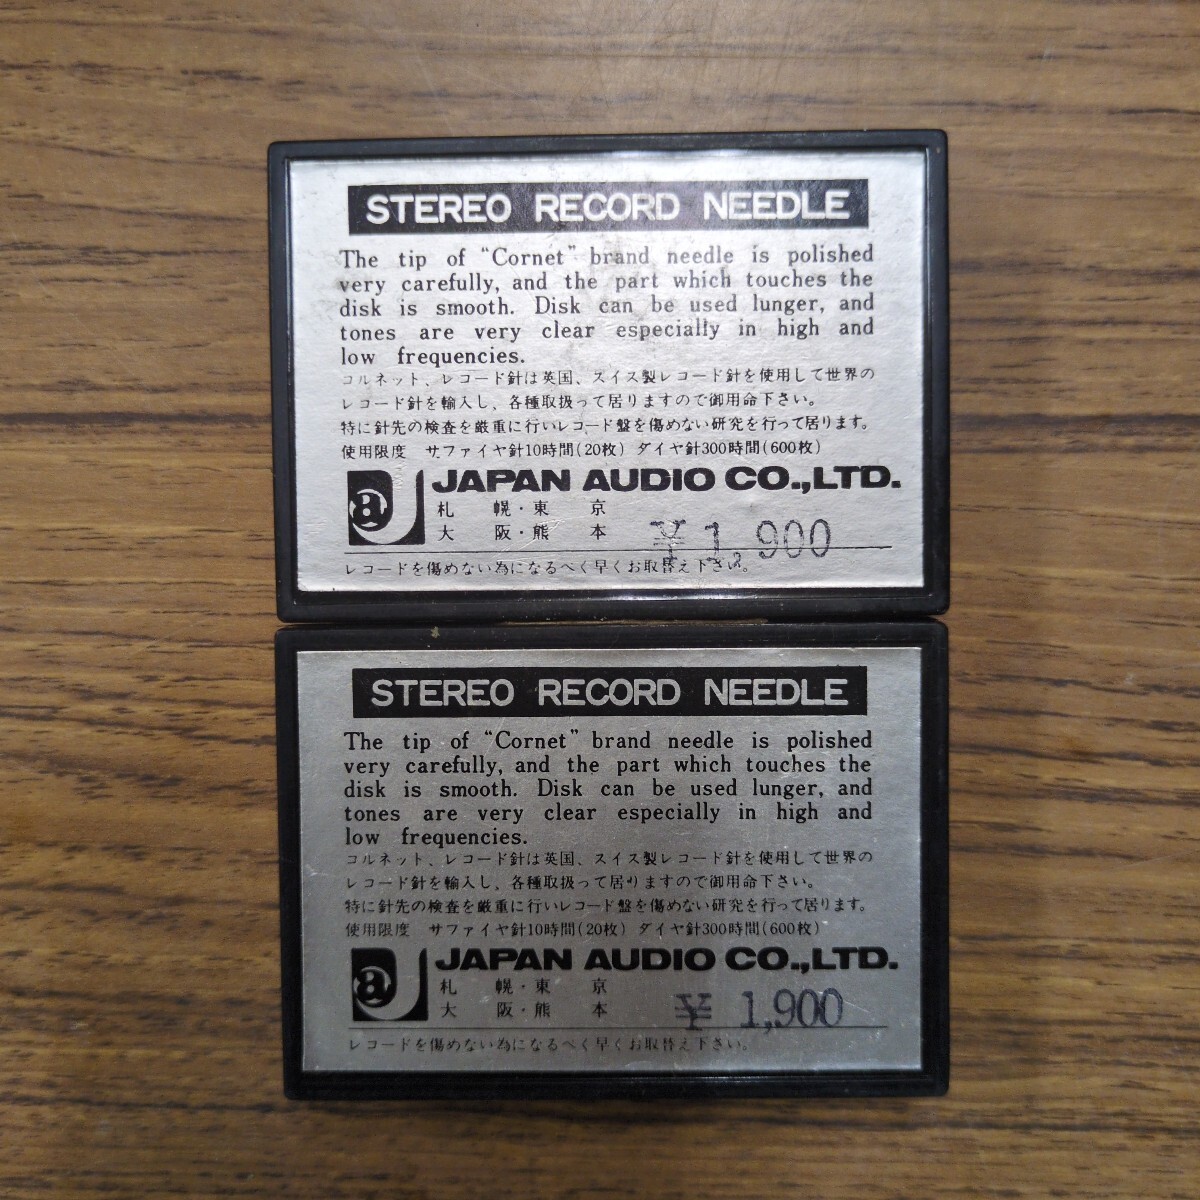 STEREO RECORD NEEDLE
The tip of “Cornet” brand needle is polished
very carefully, and the part which touches the
disk is smooth. Disk can be used lunger, and
tones are very clear especially in high and
low frequencies.
コルネット、レコード針は英国、スイス製レコード針を使用して世界の
レコード針を輸入し、各種取扱って居りますので御用命下さい。
特に針先の検査を厳重に行いレコード盤を傷めない研究を行って居ります。
使用限度 サファイヤ針10時間(20枚) ダイヤ針300時間(600枚)
a JAPAN AUDIO CO.,LTD.
札 幌・東 京
大 阪・熊 本 ¥1,900
レコードを傷めない為になるべく早くお取替え下さい。
STEREO RECORD NEEDLE
The tip of “Cornet” brand needle is polished
very carefully, and the part which touches the
disk is smooth. Disk can be used lunger, and
tones are very clear especially in high and
low frequencies.
コルネット、レコード針は英国、スイス製レコード針を使用して世界の
レコード針を輸入し、各種取扱って居りますので御用命下さい。
特に針先の検査を厳重に行いレコード盤を傷めない研究を行って居ります。
使用限度 サファイヤ針10時間(20枚) ダイヤ針300時間(600枚)
a JAPAN AUDIO CO.,LTD.
札 幌・東 京
大 阪・熊 本 ¥ 1,900
レコードを傷めない為になるべく早くお取替え下さい。